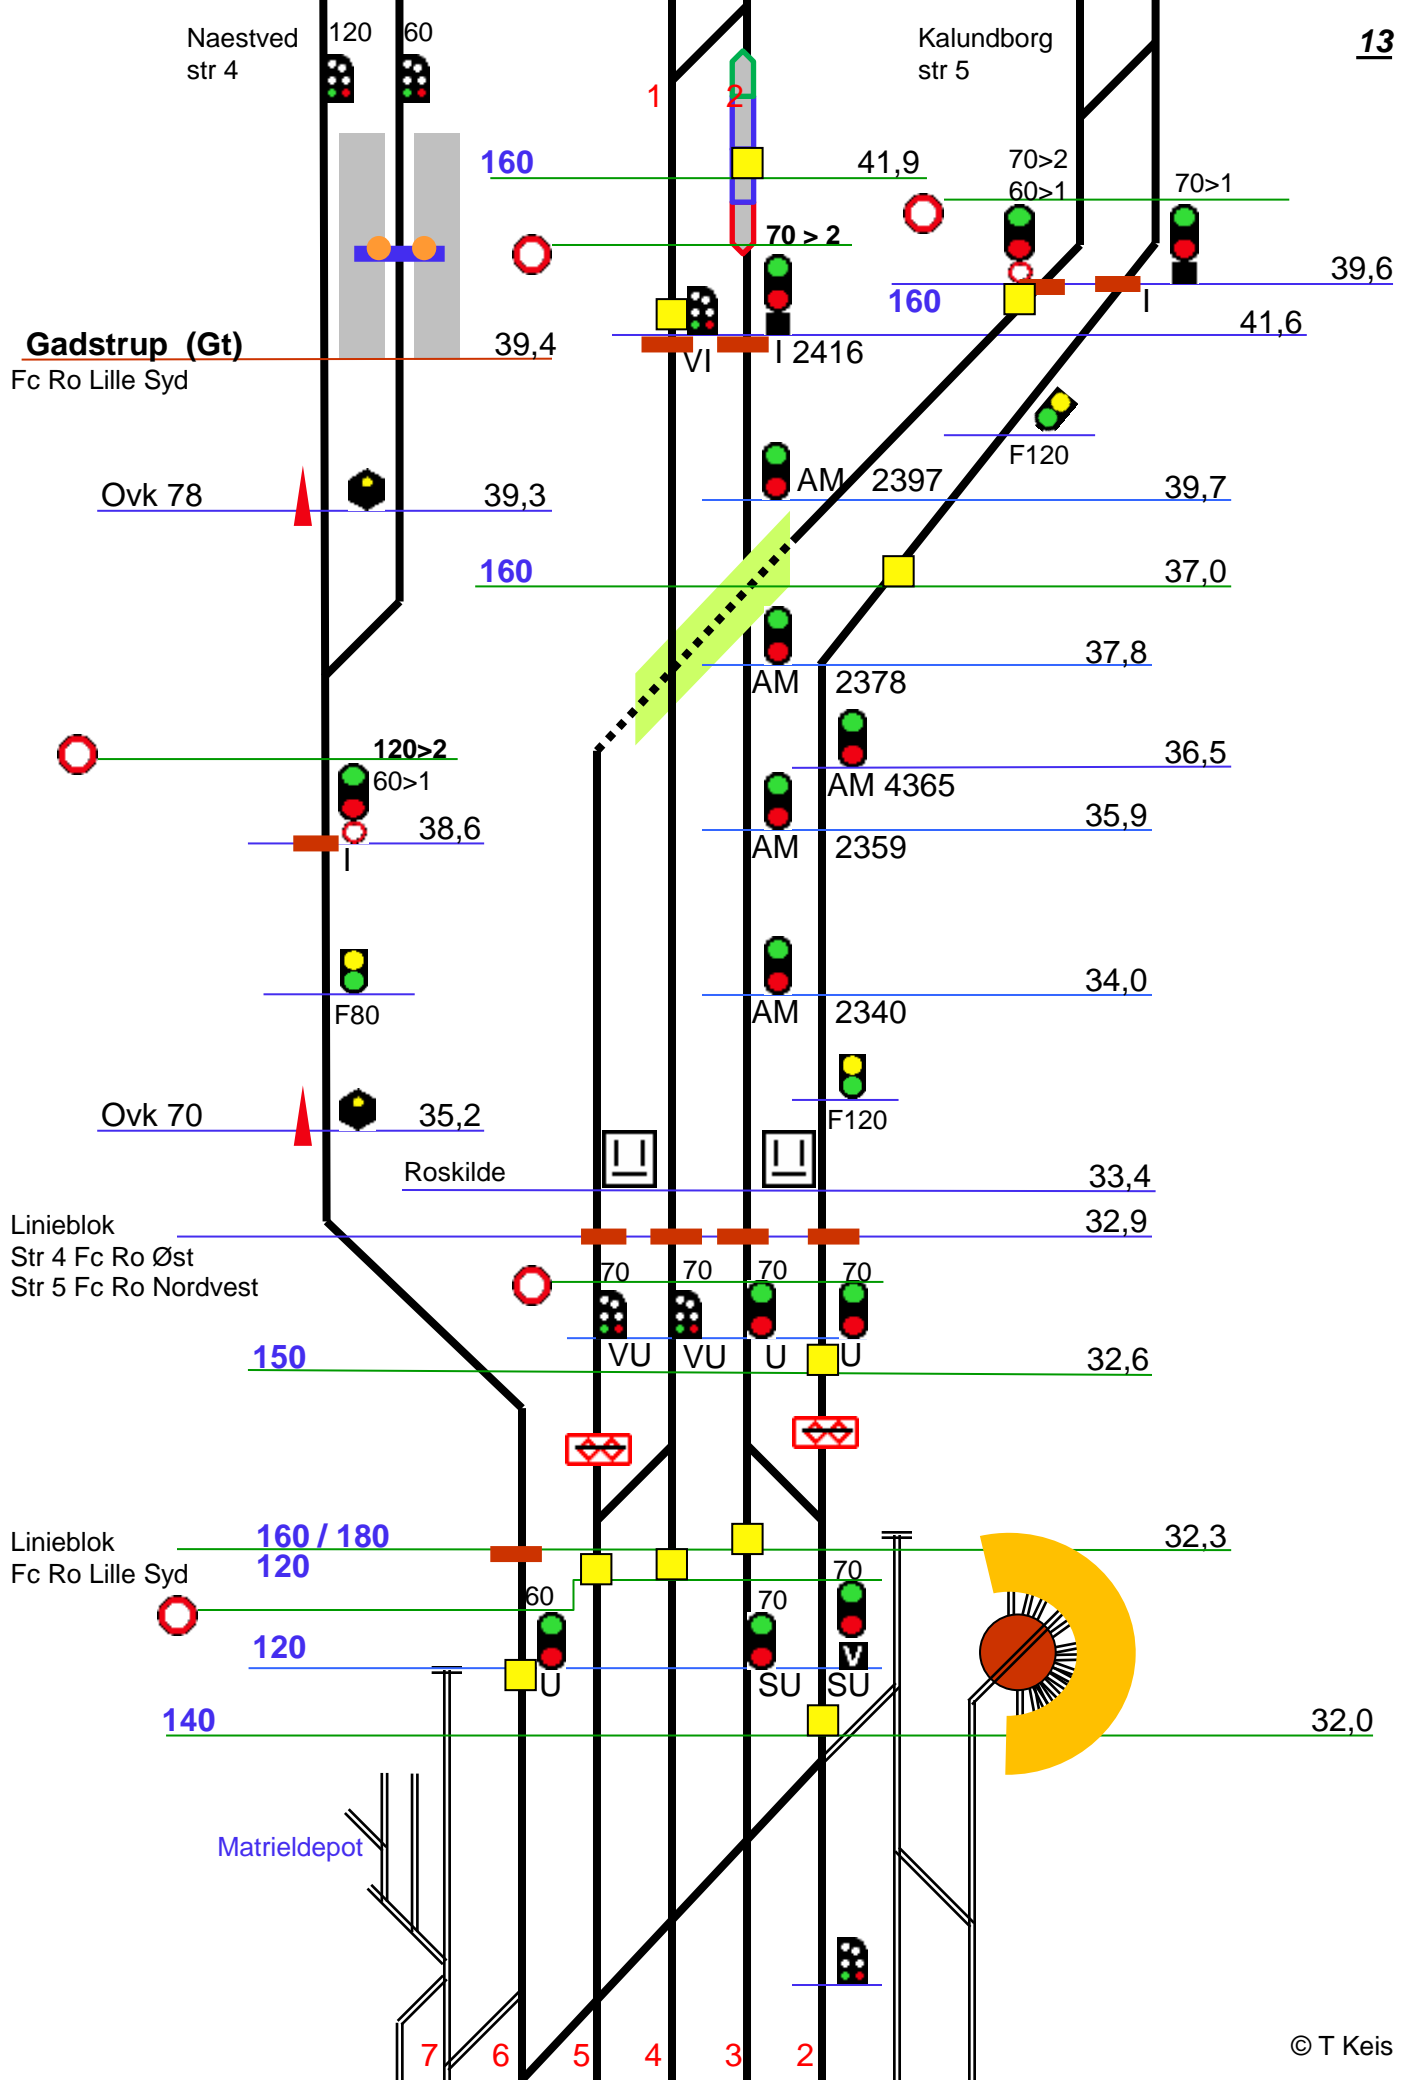 Naestved
str 4
120
60
Kalundborg
str 5
13
1
2
160
41,9
70>2
60>1
70>1
70 > 2
39,6
160
I
41,6
Gadstrup (Gt)
39,4
VI
I 2416
Fc Ro Lille Syd
F120
Ovk 78
39,3
AM 2397
39,7
160
37,0
37,8
AM 2378
120>2
60>1
36,5
AM 4365
38,6
I
35,9
AM 2359
34,0
F80
AM 2340
Ovk 70
35,2
F120
Roskilde
33,4
Linieblok
32,9
Str 4 Fc Ro Øst
Str 5 Fc Ro Nordvest
70
70
70
70
VU
VU
U
U
150
32,6
Linieblok
160 / 180
32,3
Fc Ro Lille Syd
120
60
70
70
120
U
SU
SU
V
140
32,0
Matrieldepot
7
6
5
4
3
2
© T Keis